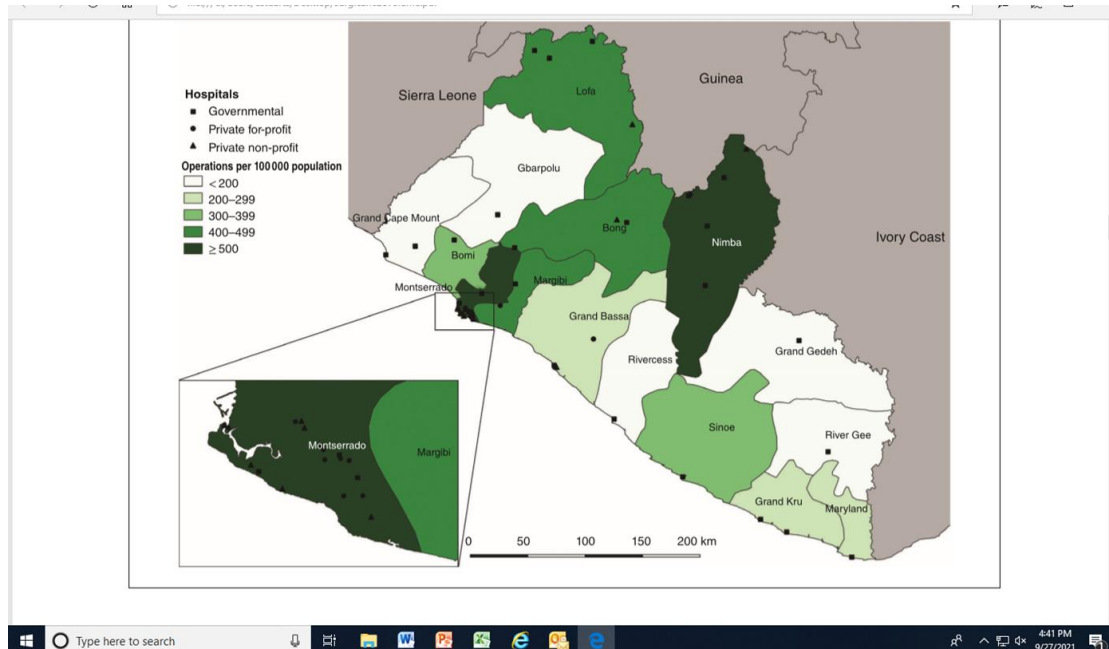 Hospitals
Governmental
Private for-profit
Private non-profit
Operations per 100 000 population
< 200
200–299
300–399
400–499
≥ 500
Sierra Leone
Guinea
Lofa
Gbarpolu
Grand Cape Mount
Bong
Nimba
Ivory Coast
Bomi
Margibi
Montserrado
Grand Bassa
Rivercess
Grand Gedeh
Sinoe
River Gee
Grand Kru
Maryland
Montserrado
Margibi
0 50 100 150 200 km
Type here to search
4:41 PM
9/27/2021